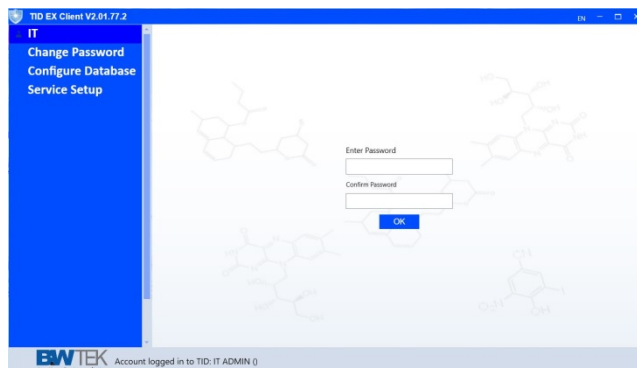 TID EX Client V2.01.77.2
EN
IT
Change Password
Configure Database
Service Setup
Enter Password
Confirm Password
OK
BWTEK Account logged in to TID: IT ADMIN ()